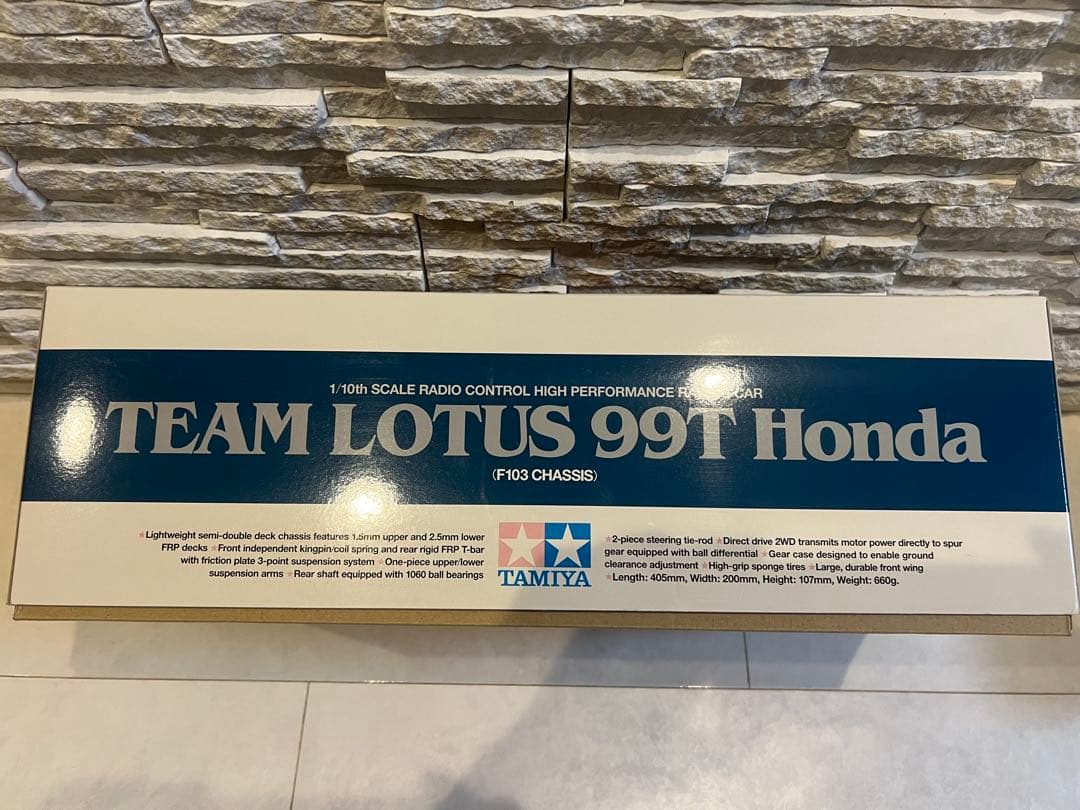 1/10th SCALE RADIO CONTROL HIGH PERFORMANCE CAR
TEAM LOTUS 99T Honda
(F103 CHASSIS)
★Lightweight semi-double deck chassis features 1.5mm upper and 2.5mm lower
FRP decks ★Front independent kingpin/coil spring and rear rigid FRP T-bar
with friction plate 3-point suspension system ★One-piece upper/lower
suspension arms ★Rear shaft equipped with 1060 ball bearings
TAMIYA
★2-piece steering tie-rod ★Direct drive 2WD transmits motor power directly to spur
gear equipped with ball differential ★Gear case designed to enable ground
clearance adjustment ★High-grip sponge tires ★Large, durable front wing
★Length: 405mm, Width: 200mm, Height: 107mm, Weight: 660g.